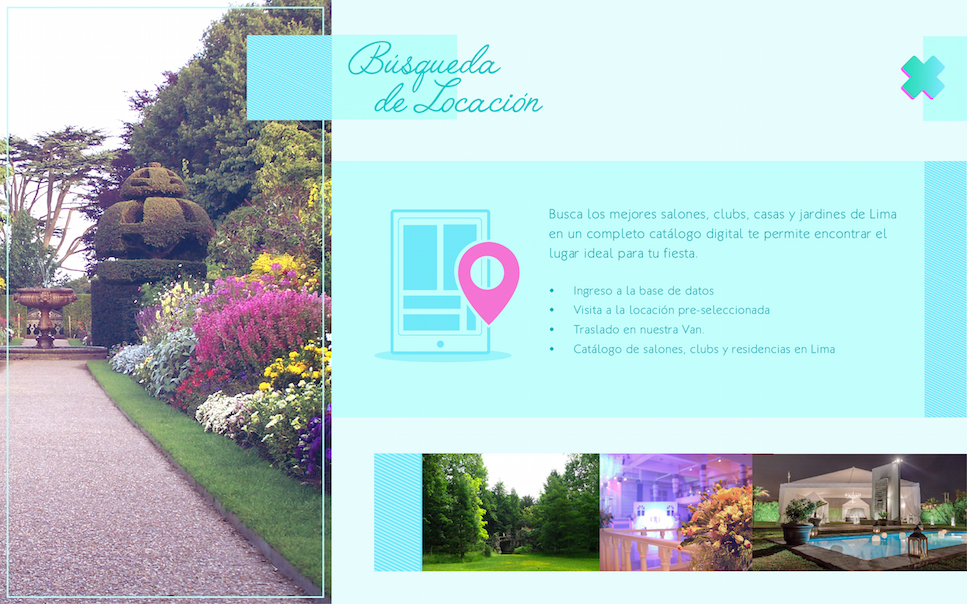 Búsqueda
de Locación
Busca los mejores salones, clubs, casas y jardines de Lima
en un completo catálogo digital te permite encontrar el
lugar ideal para tu fiesta.
• Ingreso a la base de datos
• Visita a la locación pre-seleccionada
• Traslado en nuestra Van.
• Catálogo de salones, clubs y residencias en Lima